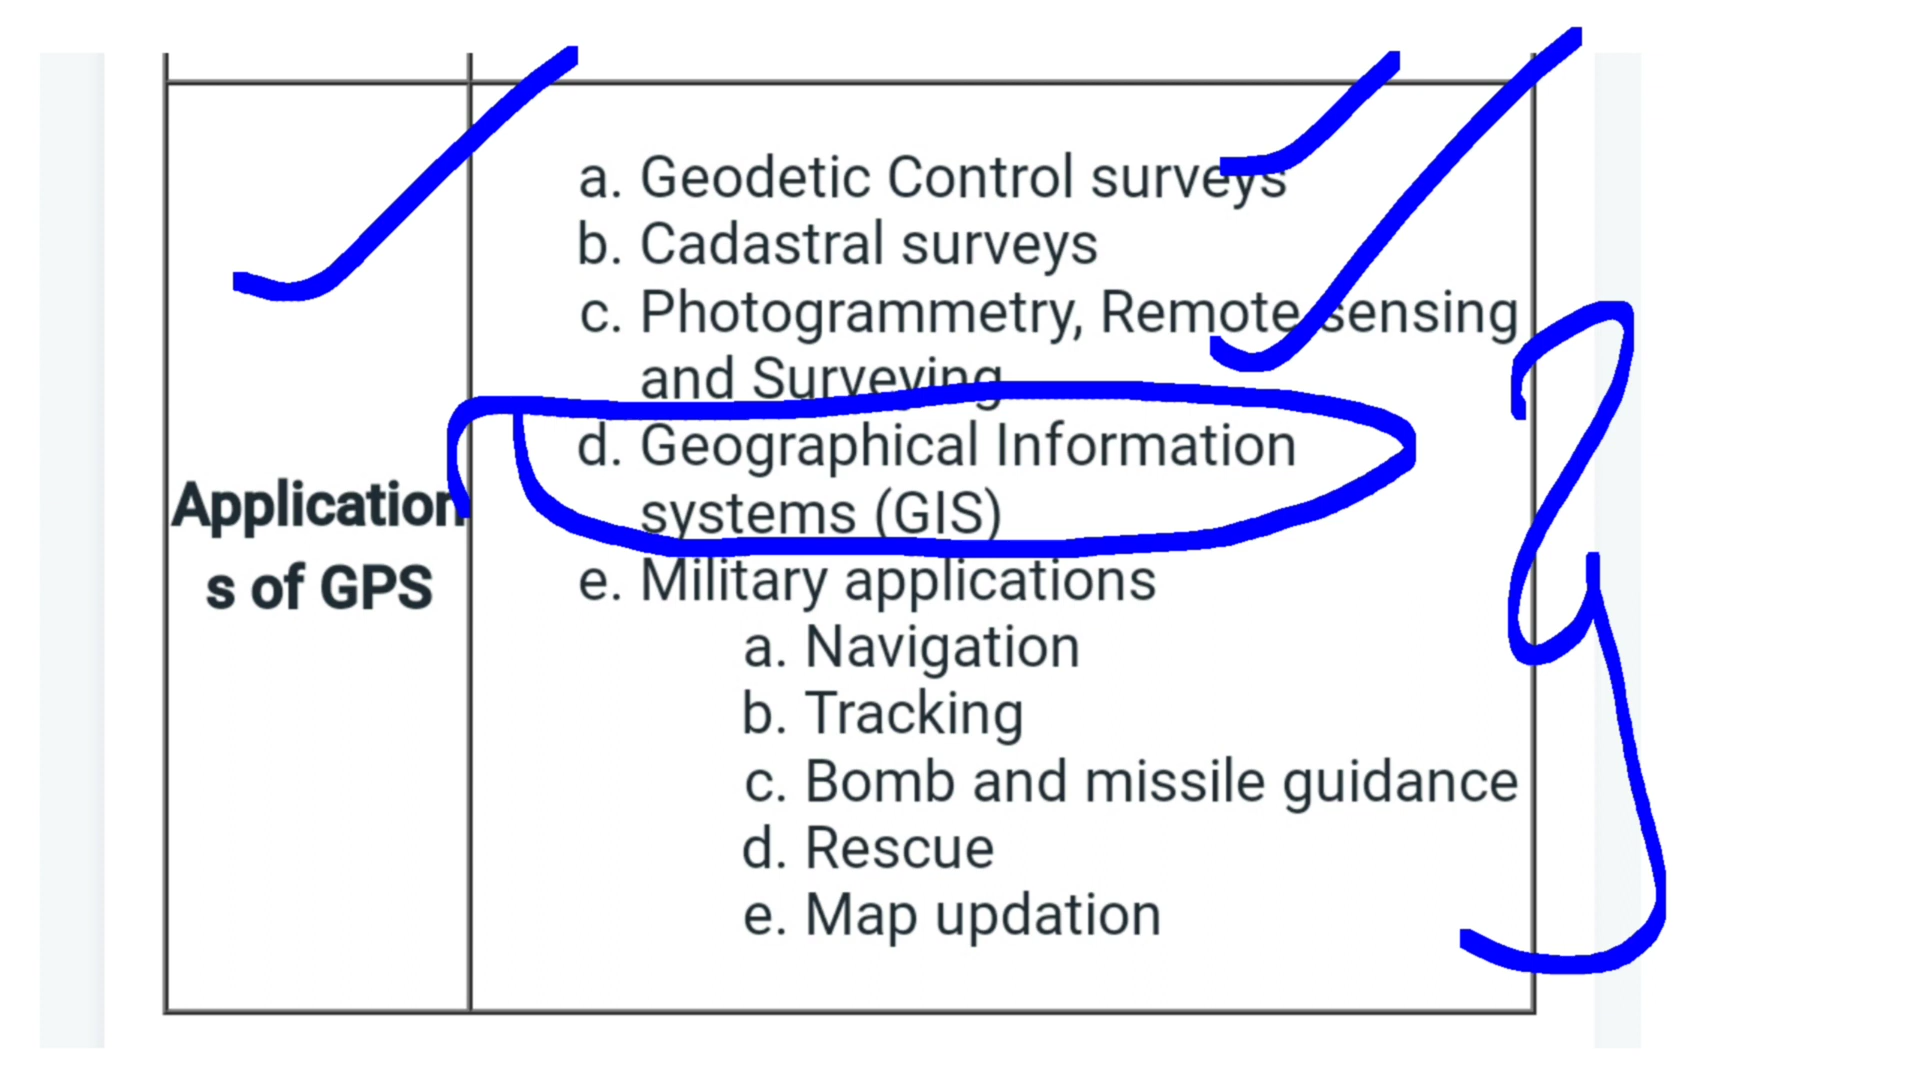 Application
s of GPS
a. Geodetic Control surveys
b. Cadastral surveys
c. Photogrammetry, Remote sensing
and Surveying
d. Geographical Information
systems (GIS)
e. Military applications
a. Navigation
b. Tracking
c. Bomb and missile guidance
d. Rescue
e. Map updation